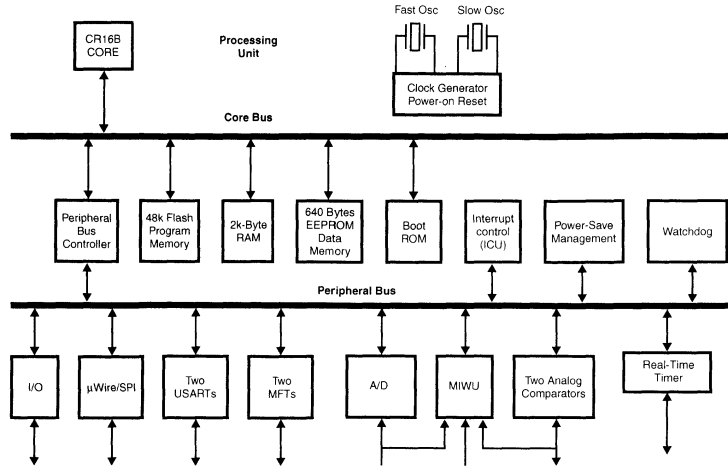 Fast Osc
Slow Osc
CR16B
CORE
Processing
Unit
Clock Generator
Power-on Reset
Core Bus
Peripheral
Bus
Controller
48k Flash
Program
Memory
2k-Byte
RAM
640 Bytes
EEPROM
Data
Memory
Boot
ROM
Interrupt
control
(ICU)
Power-Save
Management
Watchdog
Peripheral Bus
I/O
µWire/SPI
Two
USARTs
Two
MFTs
A/D
MIWU
Two Analog
Comparators
Real-Time
Timer